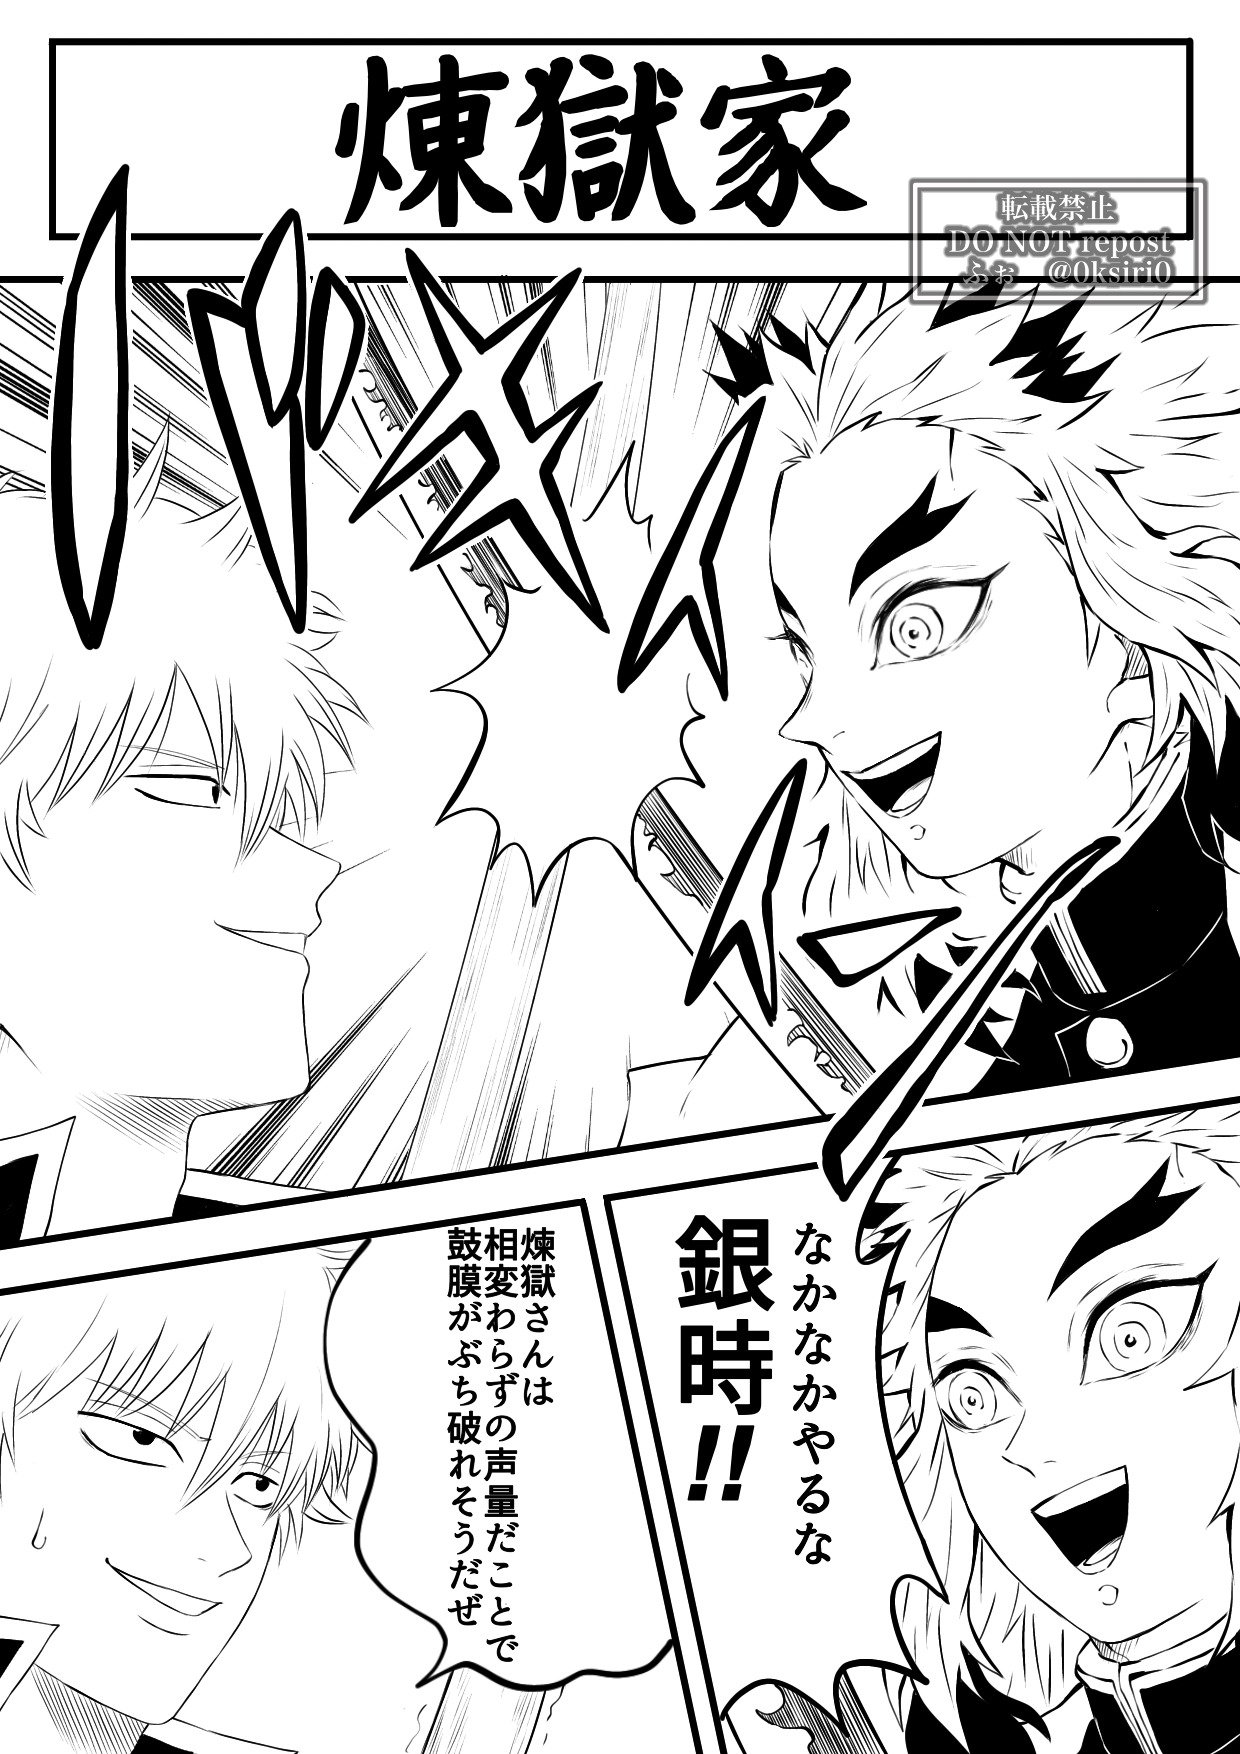 煉獄家
転載禁止
DO NOT repost
ふぉ @0ksiri0
なかなかやるな
銀時!!
煉獄さんは
相変わらずの声量だことで
鼓膜がぶち破れそうだぜ